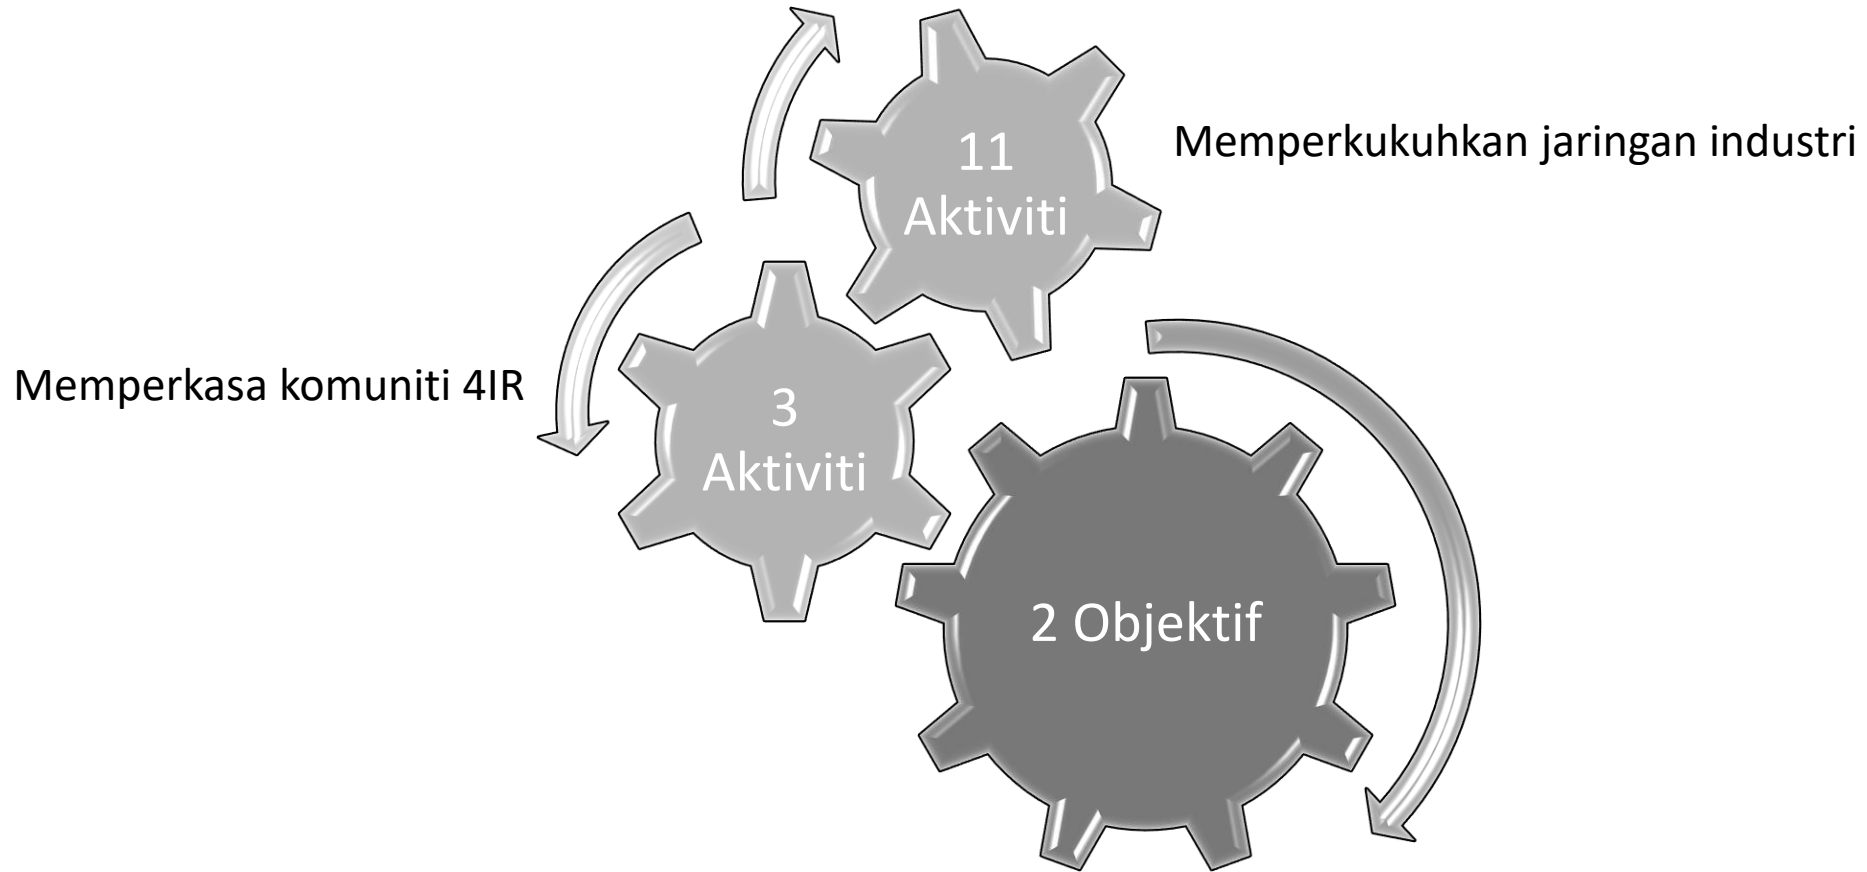 11
Aktiviti
Memperkukuhkan jaringan industri
Memperkasa komuniti 4IR
3
Aktiviti
2 Objektif